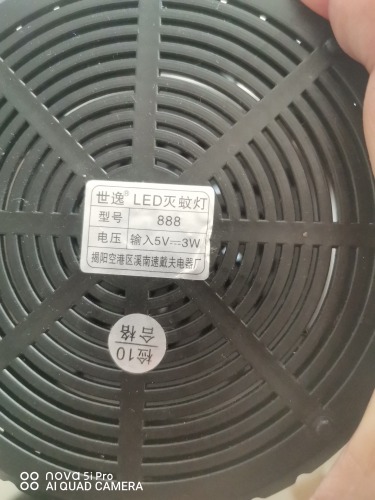 世逸® LED灭蚊灯
型号 888
电压 输入5V⎓3W
揭阳空港区溪南速戴夫电器厂
检10
合格
nova 5i Pro
AI QUAD CAMERA